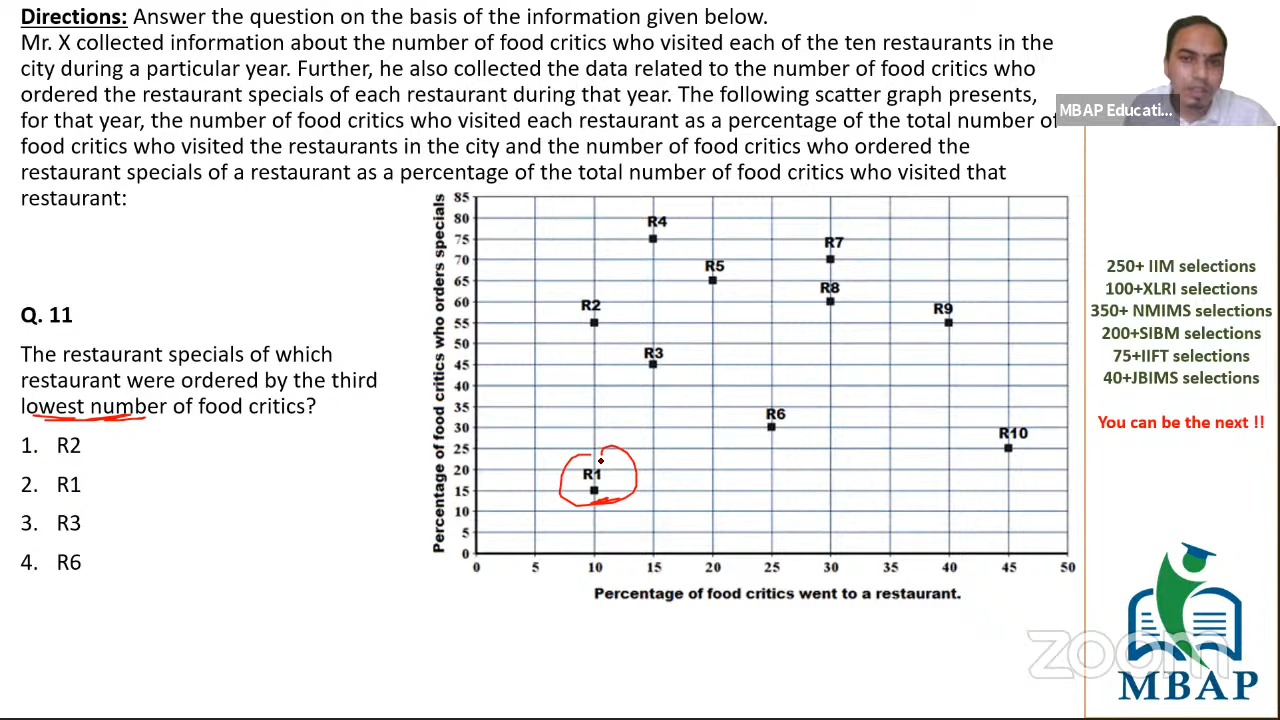 Directions: Answer the question on the basis of the information given below.
Mr. X collected information about the number of food critics who visited each of the ten restaurants in the
city during a particular year. Further, he also collected the data related to the number of food critics who
ordered the restaurant specials of each restaurant during that year. The following scatter graph presents,
for that year, the number of food critics who visited each restaurant as a percentage of the total number of
food critics who visited the restaurants in the city and the number of food critics who ordered the
restaurant specials of a restaurant as a percentage of the total number of food critics who visited that
restaurant:
MBAP Educati...
Q. 11
The restaurant specials of which
restaurant were ordered by the third
lowest number of food critics?
1. R2
2. R1
3. R3
4. R6
Percentage of food critics who orders specials
85
80
75
70
65
60
55
50
45
40
35
30
25
20
15
10
5
0
R4
R7
R5
R8
R2
R9
R3
R6
R10
R1
0 5 10 15 20 25 30 35 40 45 50
Percentage of food critics went to a restaurant.
250+ IIM selections
100+XLRI selections
350+ NMIMS selections
200+SIBM selections
75+IIFT selections
40+JBIMS selections
You can be the next !!
zoom
MBAP